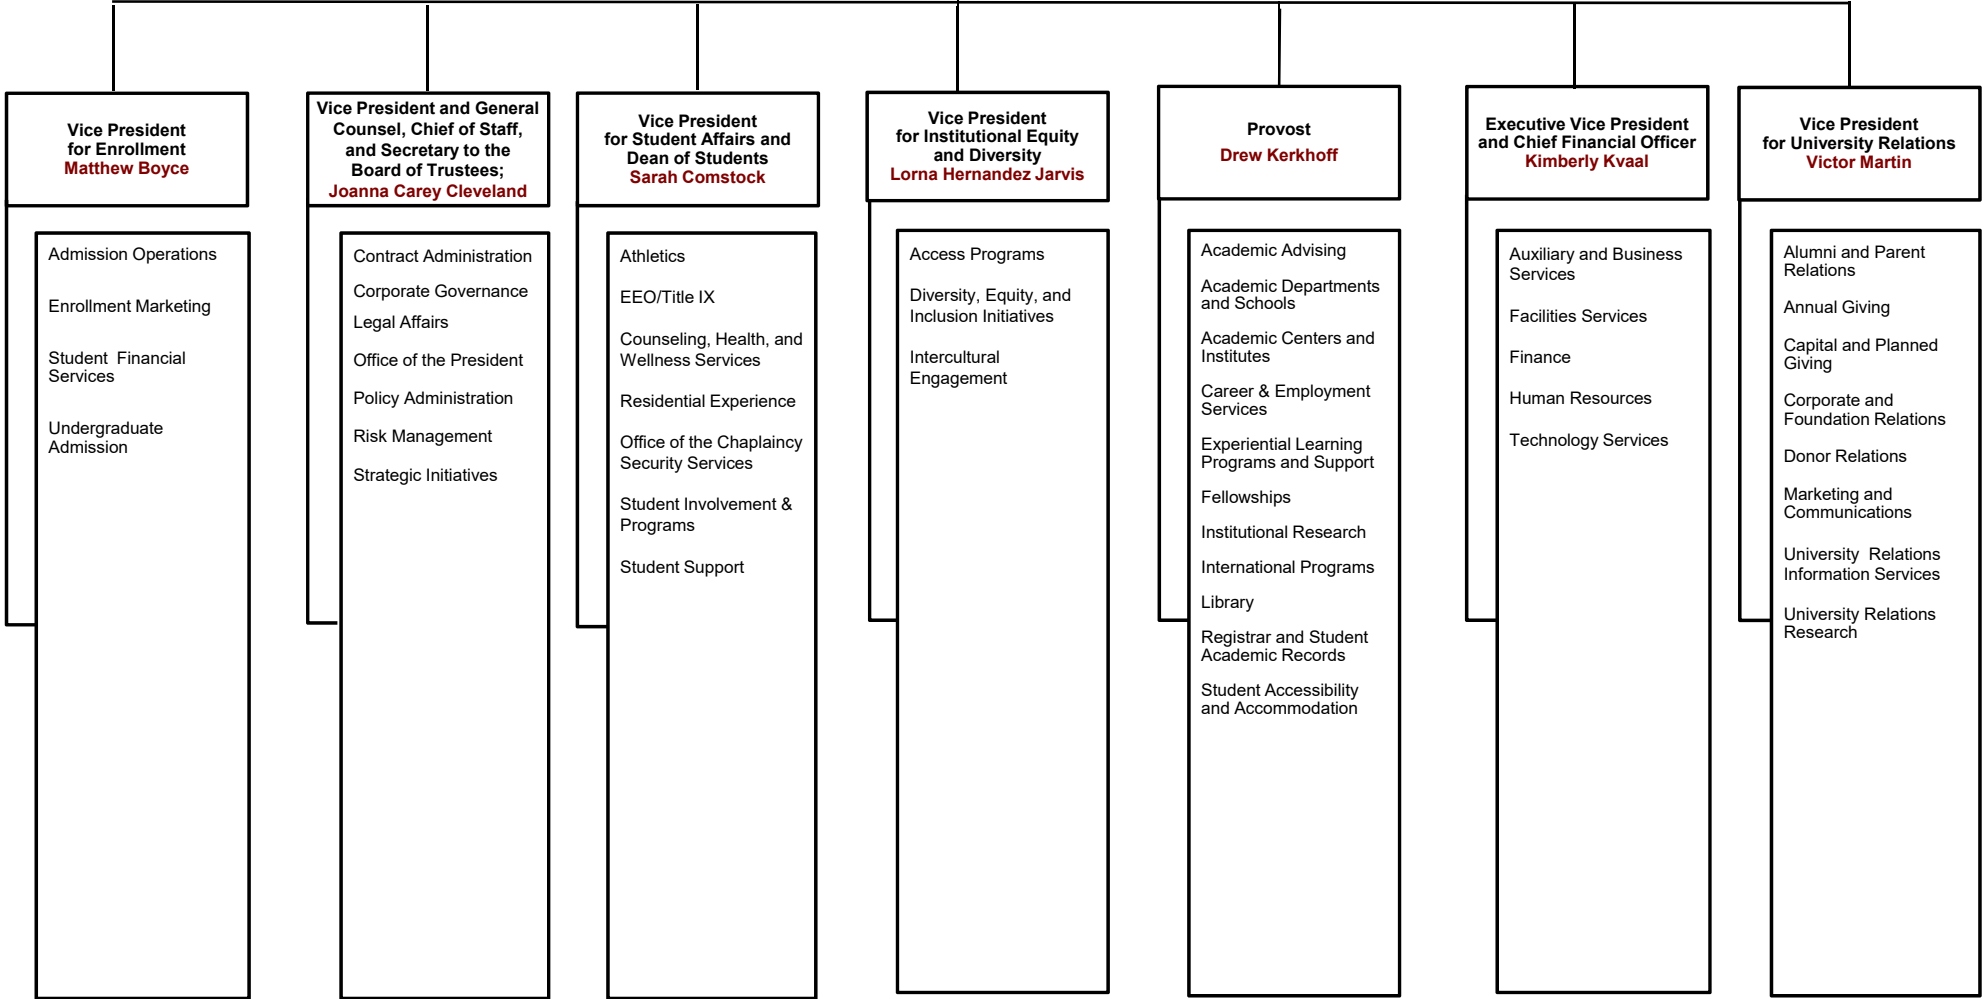 Vice President
for Enrollment
Matthew Boyce
Admission Operations
Enrollment Marketing
Student Financial
Services
Undergraduate
Admission
Vice President and General
Counsel, Chief of Staff,
and Secretary to the
Board of Trustees;
Joanna Carey Cleveland
Contract Administration
Corporate Governance
Legal Affairs
Office of the President
Policy Administration
Risk Management
Strategic Initiatives
Vice President
for Student Affairs and
Dean of Students
Sarah Comstock
Athletics
EEO/Title IX
Counseling, Health, and
Wellness Services
Residential Experience
Office of the Chaplaincy
Security Services
Student Involvement &
Programs
Student Support
Vice President
for Institutional Equity
and Diversity
Lorna Hernandez Jarvis
Access Programs
Diversity, Equity, and
Inclusion Initiatives
Intercultural
Engagement
Provost
Drew Kerkhoff
Academic Advising
Academic Departments
and Schools
Academic Centers and
Institutes
Career & Employment
Services
Experiential Learning
Programs and Support
Fellowships
Institutional Research
International Programs
Library
Registrar and Student
Academic Records
Student Accessibility
and Accommodation
Executive Vice President
and Chief Financial Officer
Kimberly Kvaal
Auxiliary and Business
Services
Facilities Services
Finance
Human Resources
Technology Services
Vice President
for University Relations
Victor Martin
Alumni and Parent
Relations
Annual Giving
Capital and Planned
Giving
Corporate and
Foundation Relations
Donor Relations
Marketing and
Communications
University Relations
Information Services
University Relations
Research